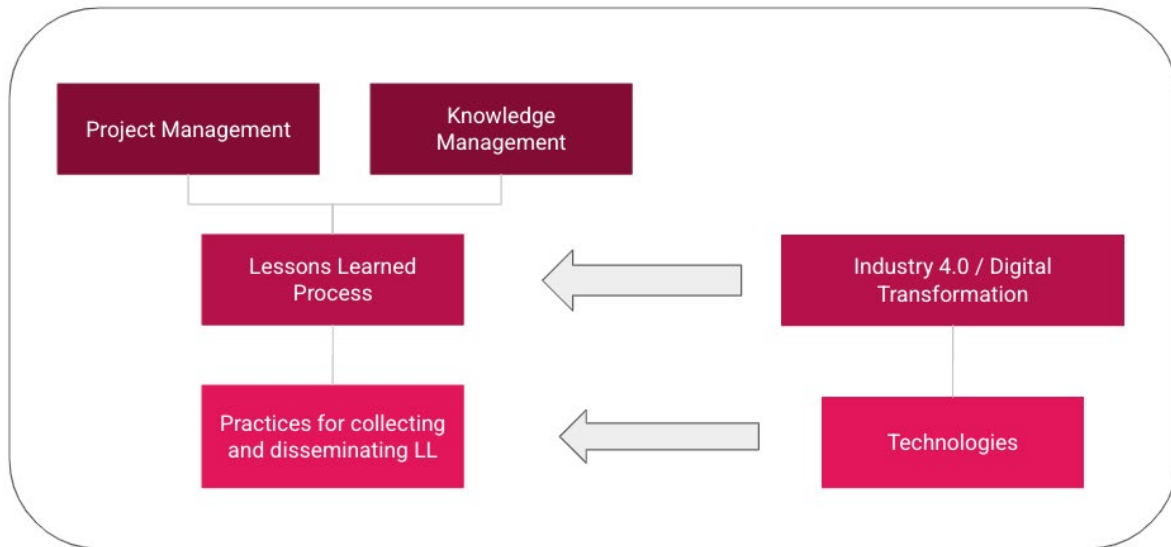 Project Management
Knowledge
Management
Lessons Learned
Process
Industry 4.0 / Digital
Transformation
Practices for collecting
and disseminating LL
Technologies